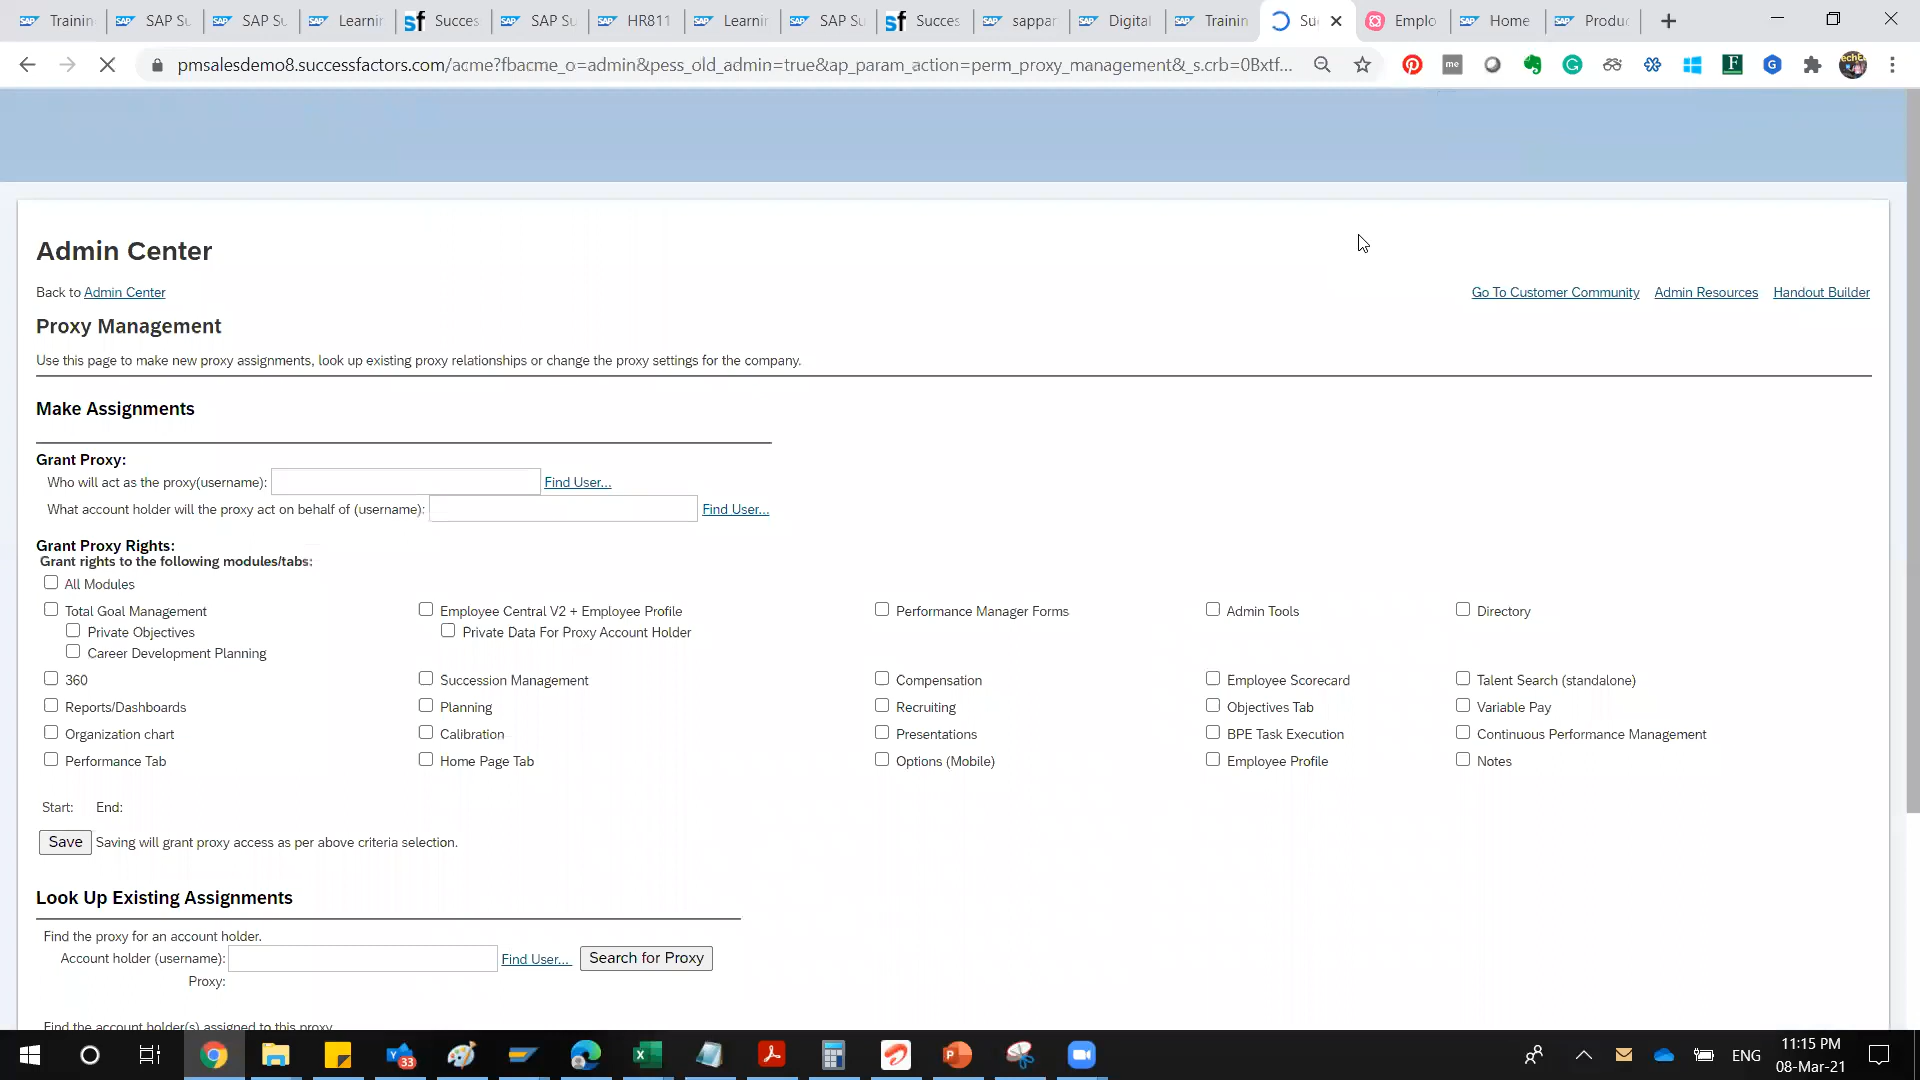 Training
SAP Su
SAP Su
Learnin
Succes
SAP Su
HR811
Learnin
SAP Su
Succes
sappar
Digital
Trainin
Su
Emplo
Home
Produc
pmsalesdemo8.successfactors.com/acme?fbacme_o=admin&pess_old_admin=true&ap_param_action=perm_proxy_management&_s.crb=0Bxtf...
Admin Center
Back to Admin Center
Go To Customer Community Admin Resources Handout Builder
Proxy Management
Use this page to make new proxy assignments, look up existing proxy relationships or change the proxy settings for the company.
Make Assignments
Grant Proxy:
Who will act as the proxy(username): Find User...
What account holder will the proxy act on behalf of (username): Find User...
Grant Proxy Rights:
Grant rights to the following modules/tabs:
All Modules
Total Goal Management Employee Central V2 + Employee Profile Performance Manager Forms Admin Tools Directory
Private Objectives Private Data For Proxy Account Holder
Career Development Planning
360 Succession Management Compensation Employee Scorecard Talent Search (standalone)
Reports/Dashboards Planning Recruiting Objectives Tab Variable Pay
Organization chart Calibration Presentations BPE Task Execution Continuous Performance Management
Performance Tab Home Page Tab Options (Mobile) Employee Profile Notes
Start: End:
Save Saving will grant proxy access as per above criteria selection.
Look Up Existing Assignments
Find the proxy for an account holder.
Account holder (username): Find User... Search for Proxy
Proxy:
Find the account holder(s) assigned to this proxy
33
ENG
11:15 PM
08-Mar-21